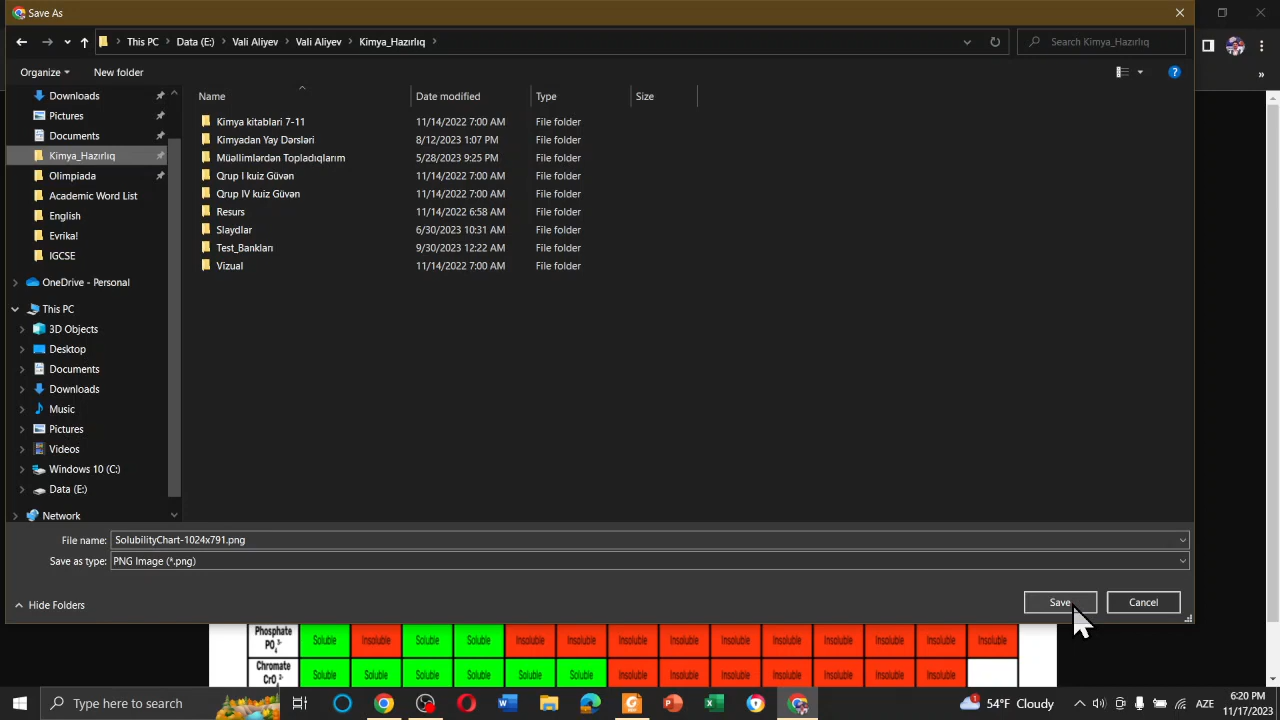 Save As
This PC > Data (E:) > Vali Aliyev > Vali Aliyev > Kimya_Hazırlıq >
Search Kimya_Hazırlıq
Organize
New folder
Downloads
Pictures
Documents
Kimya_Hazırlıq
Olimpiada
Academic Word List
English
Evrika!
IGCSE
OneDrive - Personal
This PC
3D Objects
Desktop
Documents
Downloads
Music
Pictures
Videos
Windows 10 (C:)
Data (E:)
Network
Name Date modified Type Size
Kimya kitablari 7-11 11/14/2022 7:00 AM File folder
Kimyadan Yay Dərsləri 8/12/2023 1:07 PM File folder
Müəllimlərdən Topladıqlarım 5/28/2023 9:25 PM File folder
Qrup I kuiz Güvən 11/14/2022 7:00 AM File folder
Qrup IV kuiz Güvən 11/14/2022 7:00 AM File folder
Resurs 11/14/2022 6:58 AM File folder
Slaydlar 6/30/2023 10:31 AM File folder
Test_Bankları 9/30/2023 12:22 AM File folder
Vizual 11/14/2022 7:00 AM File folder
File name: SolubilityChart-1024x791.png
Save as type: PNG Image (*.png)
Hide Folders
Save
Cancel
Phosphate PO₄³⁻ Soluble Insoluble Soluble Soluble Insoluble Insoluble Insoluble Insoluble Insoluble Insoluble Insoluble Insoluble Insoluble Insoluble
Chromate CrO₄²⁻ Soluble Soluble Soluble Soluble Soluble Soluble Insoluble Insoluble Insoluble Insoluble Insoluble Insoluble Insoluble
Type here to search
54°F Cloudy
AZE
6:20 PM
11/17/2023